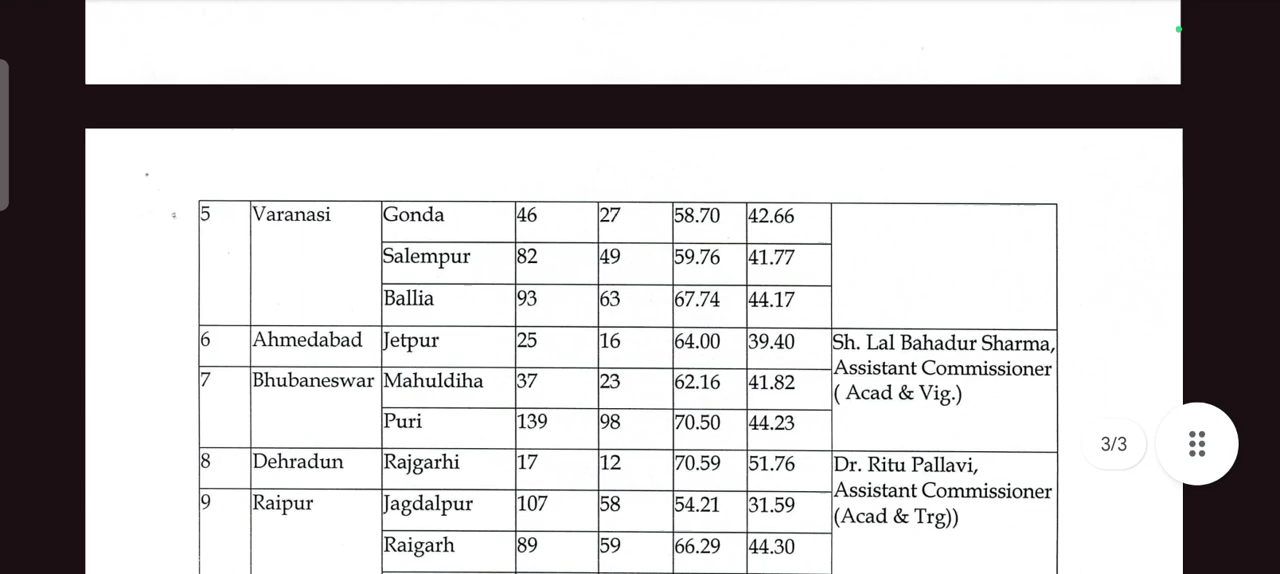 5 Varanasi Gonda 46 27 58.70 42.66
Salempur 82 49 59.76 41.77
Ballia 93 63 67.74 44.17
6 Ahmedabad Jetpur 25 16 64.00 39.40 Sh. Lal Bahadur Sharma,
Assistant Commissioner
7 Bhubaneswar Mahuldiha 37 23 62.16 41.82 ( Acad & Vig.)
Puri 139 98 70.50 44.23
3/3
8 Dehradun Rajgarhi 17 12 70.59 51.76 Dr. Ritu Pallavi,
Assistant Commissioner
9 Raipur Jagdalpur 107 58 54.21 31.59 (Acad & Trg))
Raigarh 89 59 66.29 44.30